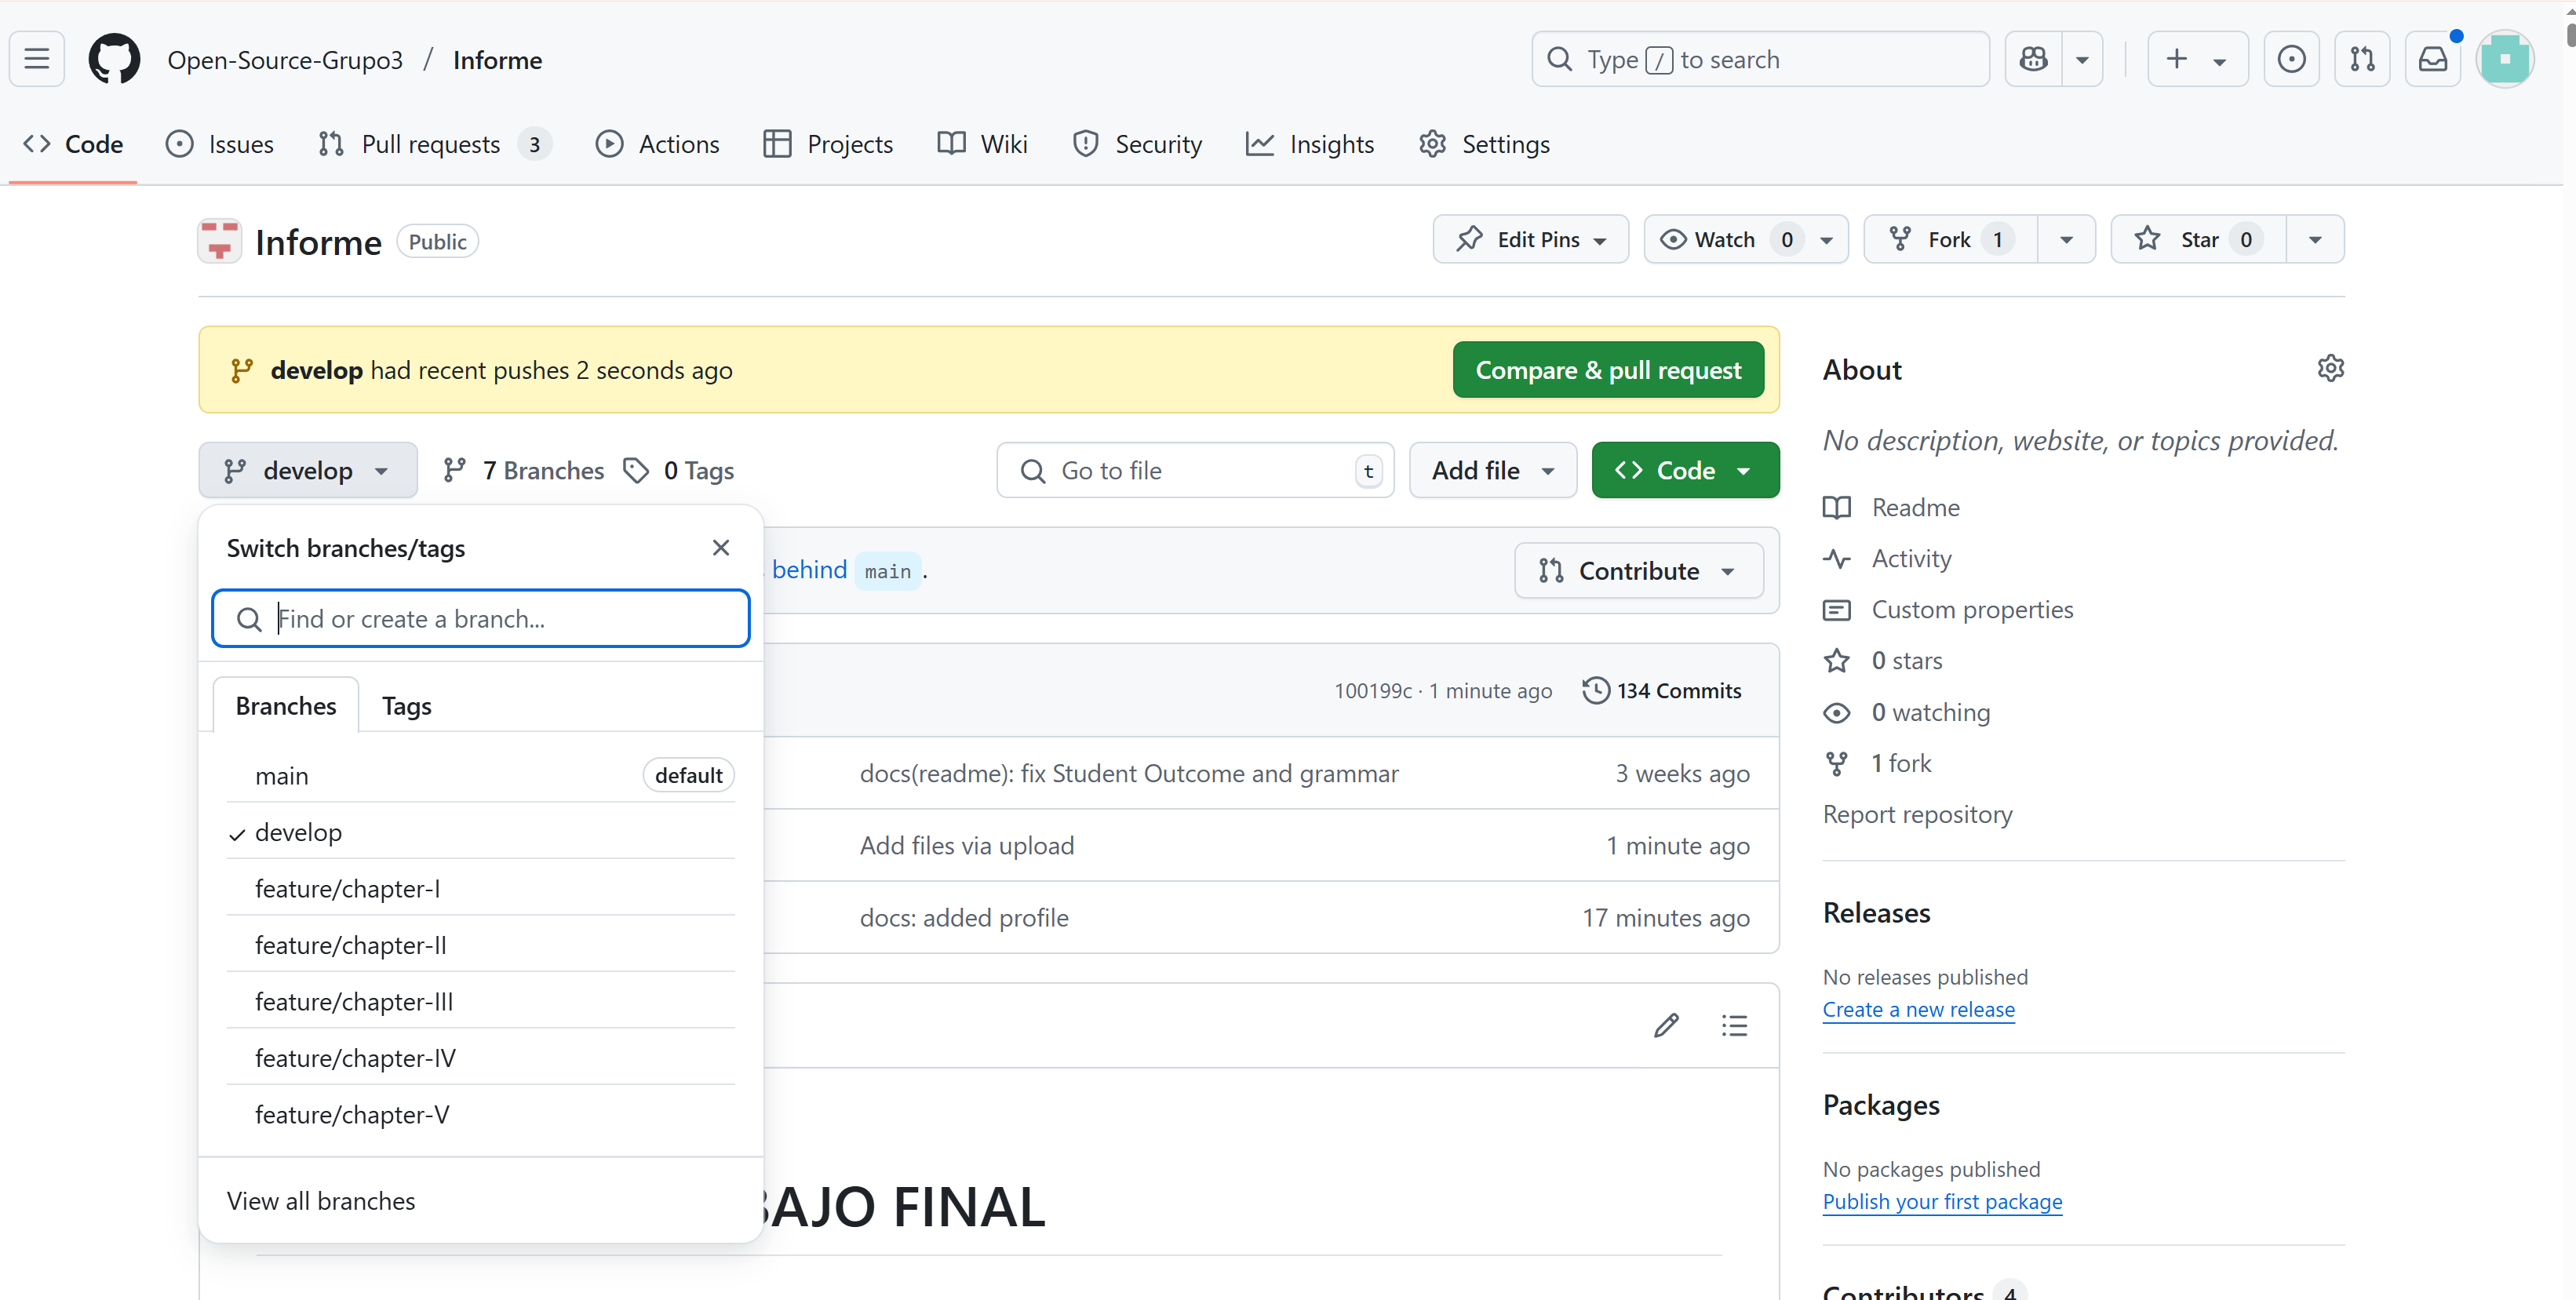 Open-Source-Grupo3 / Informe
Type / to search
Code
Issues
Pull requests 3
Actions
Projects
Wiki
Security
Insights
Settings
Informe Public
Edit Pins
Watch 0
Fork 1
Star 0
develop had recent pushes 2 seconds ago
Compare & pull request
develop
7 Branches
0 Tags
Go to file t
Add file
Code
Switch branches/tags
Find or create a branch...
Branches
Tags
main default
develop
feature/chapter-I
feature/chapter-II
feature/chapter-III
feature/chapter-IV
feature/chapter-V
View all branches
behind main .
Contribute
100199c · 1 minute ago
134 Commits
docs(readme): fix Student Outcome and grammar 3 weeks ago
Add files via upload 1 minute ago
docs: added profile 17 minutes ago
BAJO FINAL
About
No description, website, or topics provided.
Readme
Activity
Custom properties
0 stars
0 watching
1 fork
Report repository
Releases
No releases published
Create a new release
Packages
No packages published
Publish your first package
Contributors 4